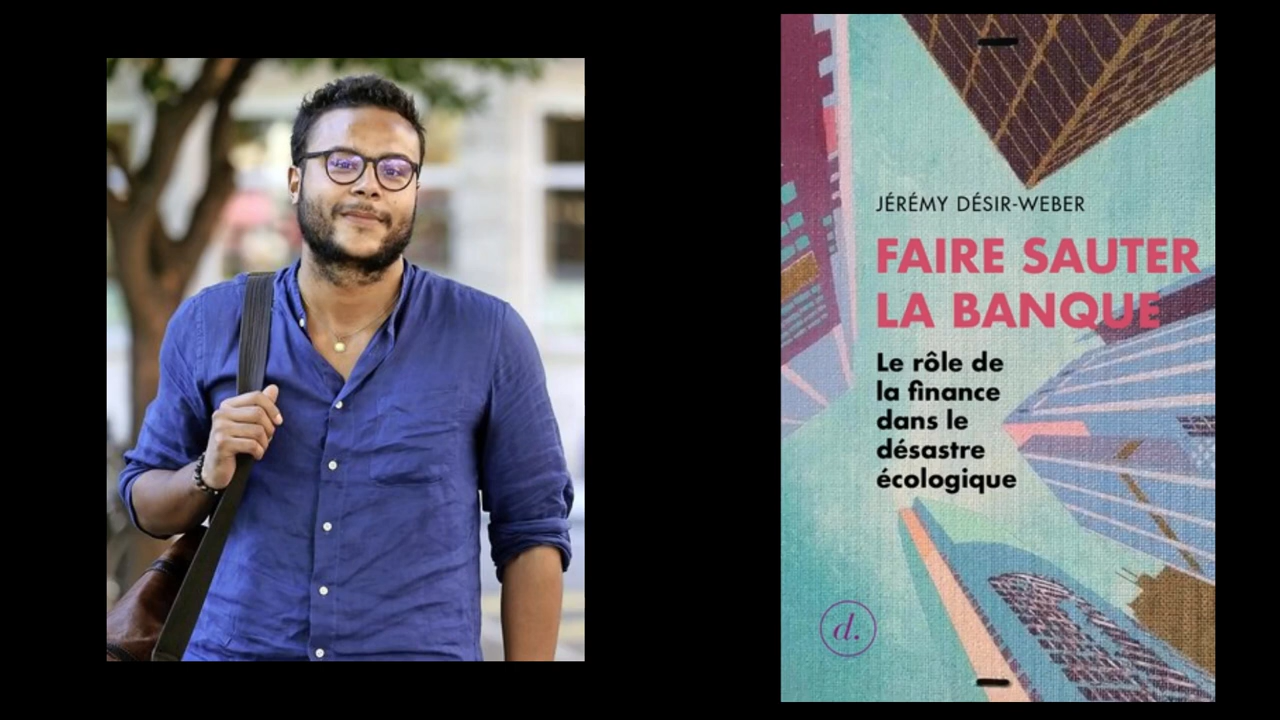 JÉRÉMY DÉSIR-WEBER
FAIRE SAUTER
LA BANQUE
Le rôle de
la finance
dans le
désastre
écologique
d.